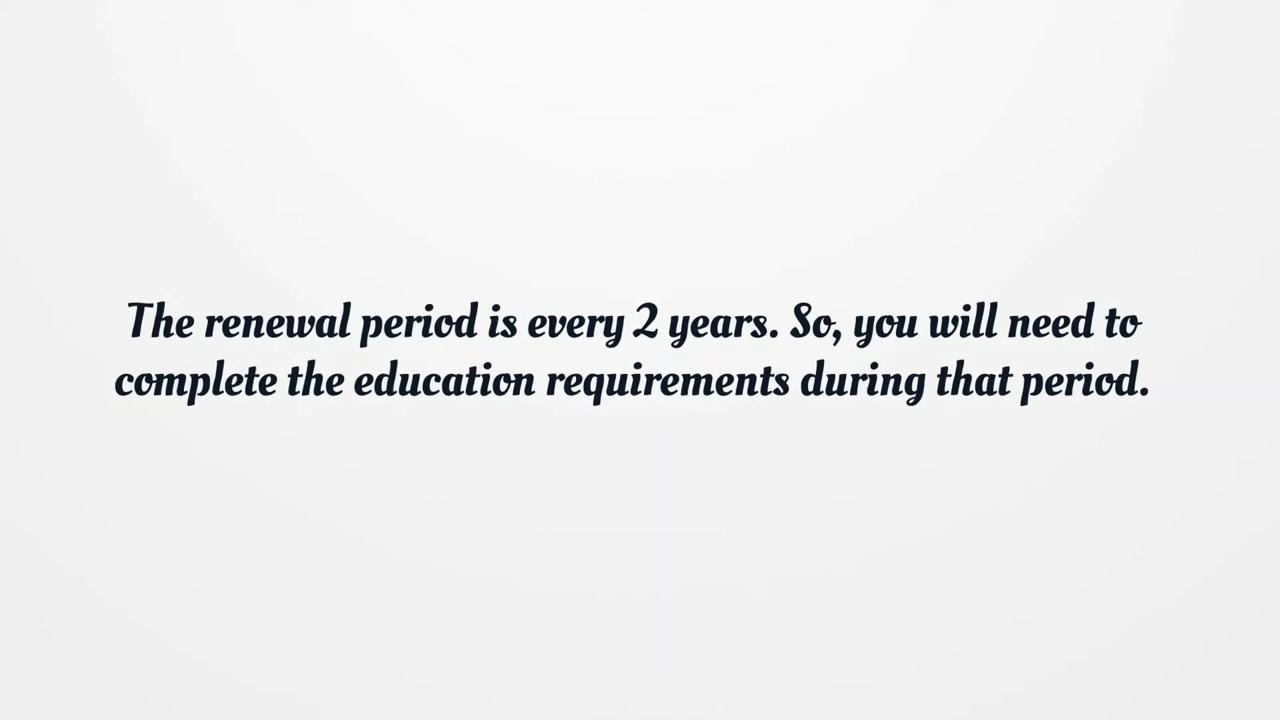 The renewal period is every 2 years. So, you will need to
complete the education requirements during that period.